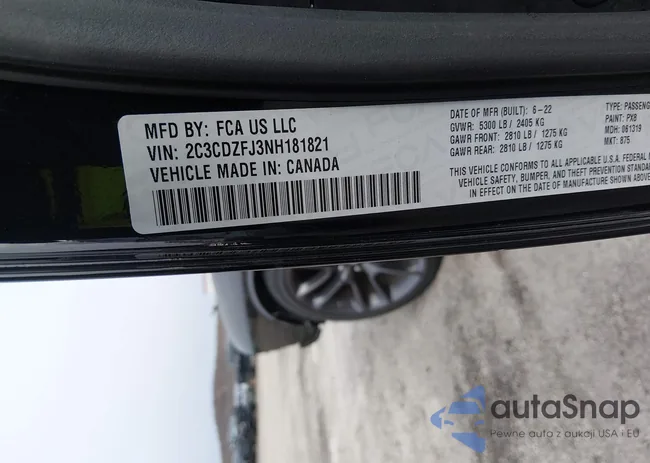 MFD BY: FCA US LLC
VIN: 2C3CDZFJ3NH181821
VEHICLE MADE IN: CANADA
DATE OF MFR (BUILT): 6-22
GVWR: 5300 LB / 2405 KG
GAWR FRONT: 2810 LB / 1275 KG
GAWR REAR: 2810 LB / 1275 KG
THIS VEHICLE CONFORMS TO ALL APPLICABLE U.S.A. FEDERAL
VEHICLE SAFETY, BUMPER, AND THEFT PREVENTION STANDA
IN EFFECT ON THE DATE OF MANUFACTURE SHOWN ABOVE.
TYPE: PASSENG
PAINT: PX8
MDH: 061319
MKT: 875
autaSnap
Pewne auta z aukcji USA i EU